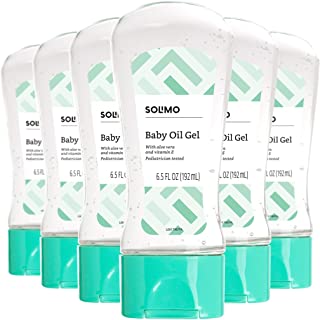 SOLIMO
Baby Oil Gel
With aloe vera
and vitamin E
Pediatrician tested
6.5 FL OZ (192 mL)